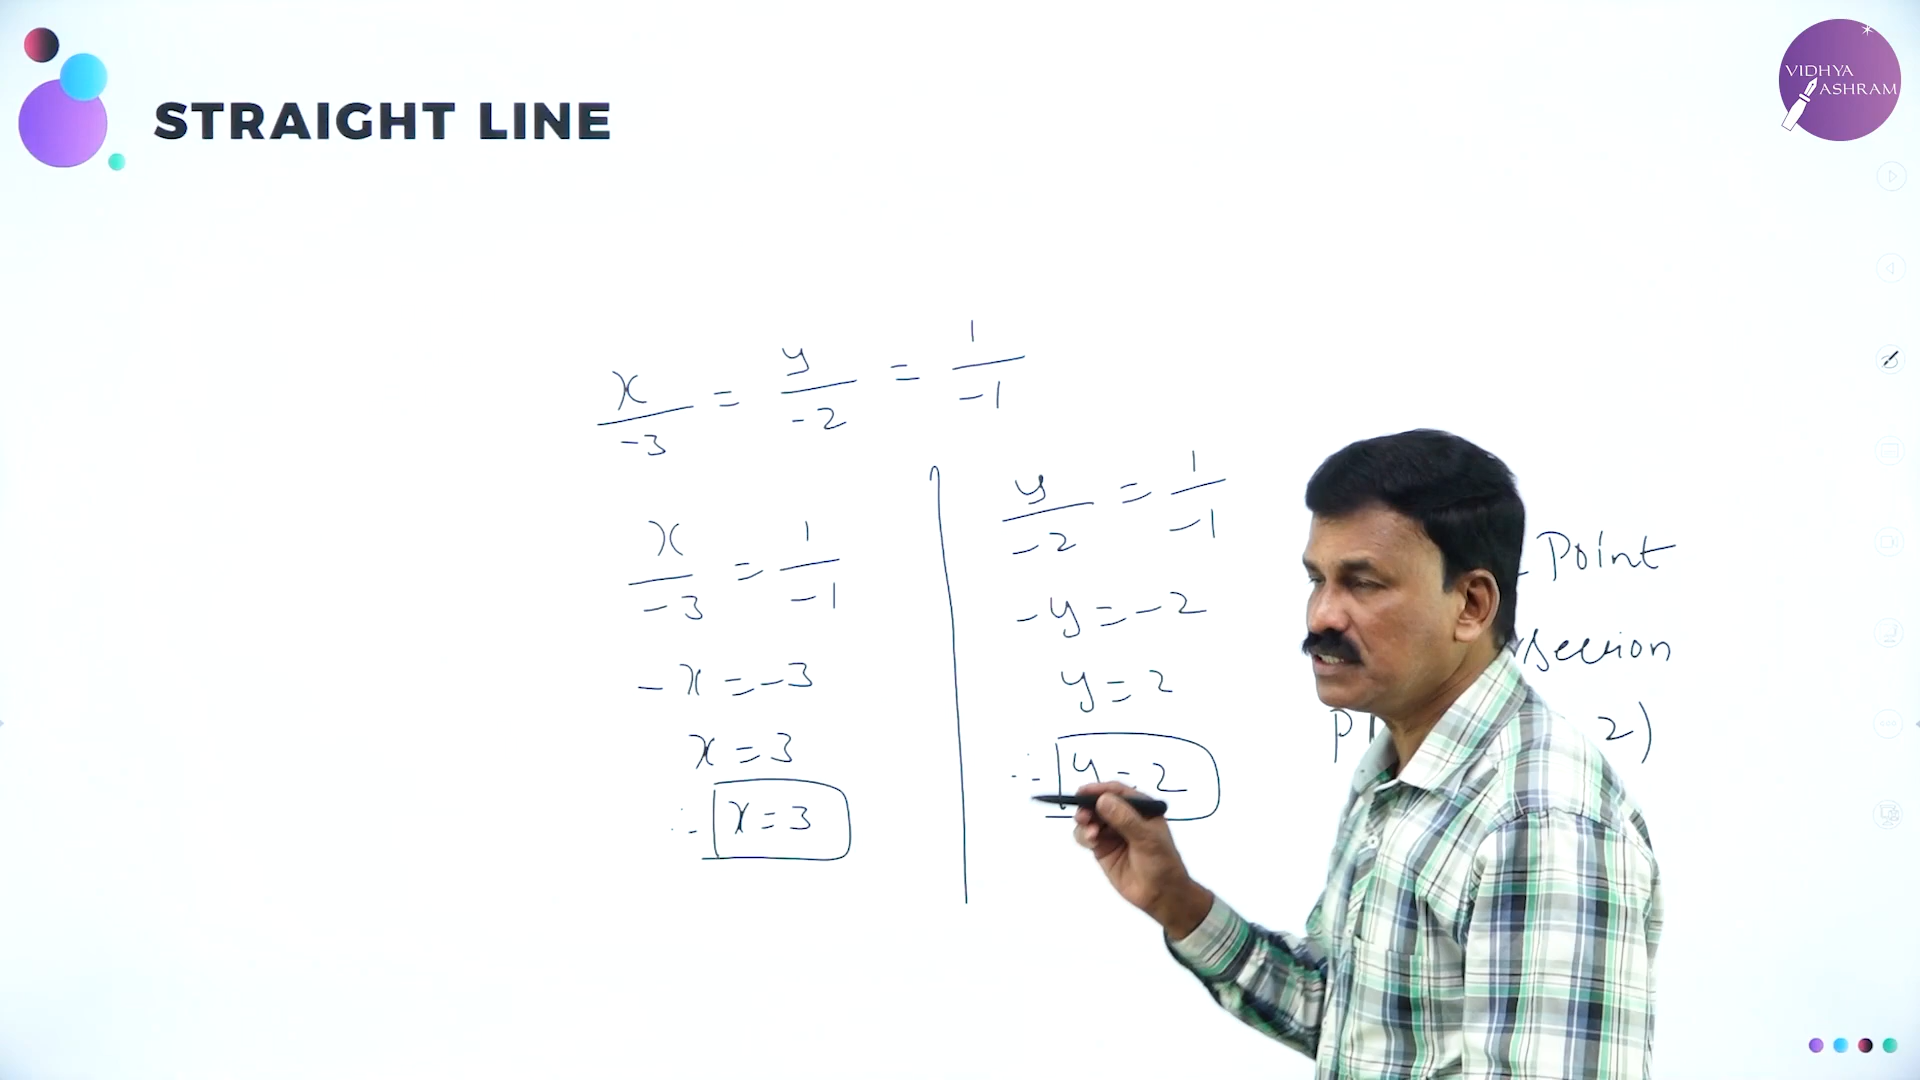 STRAIGHT LINE
VIDHYA
ASHRAM
x/-3 = y/-2 = 1/-1
x/-3 = 1/-1
-x = -3
x = 3
∴ x = 3
y/-2 = 1/-1
-y = -2
y = 2
∴ y = 2
Point
2)